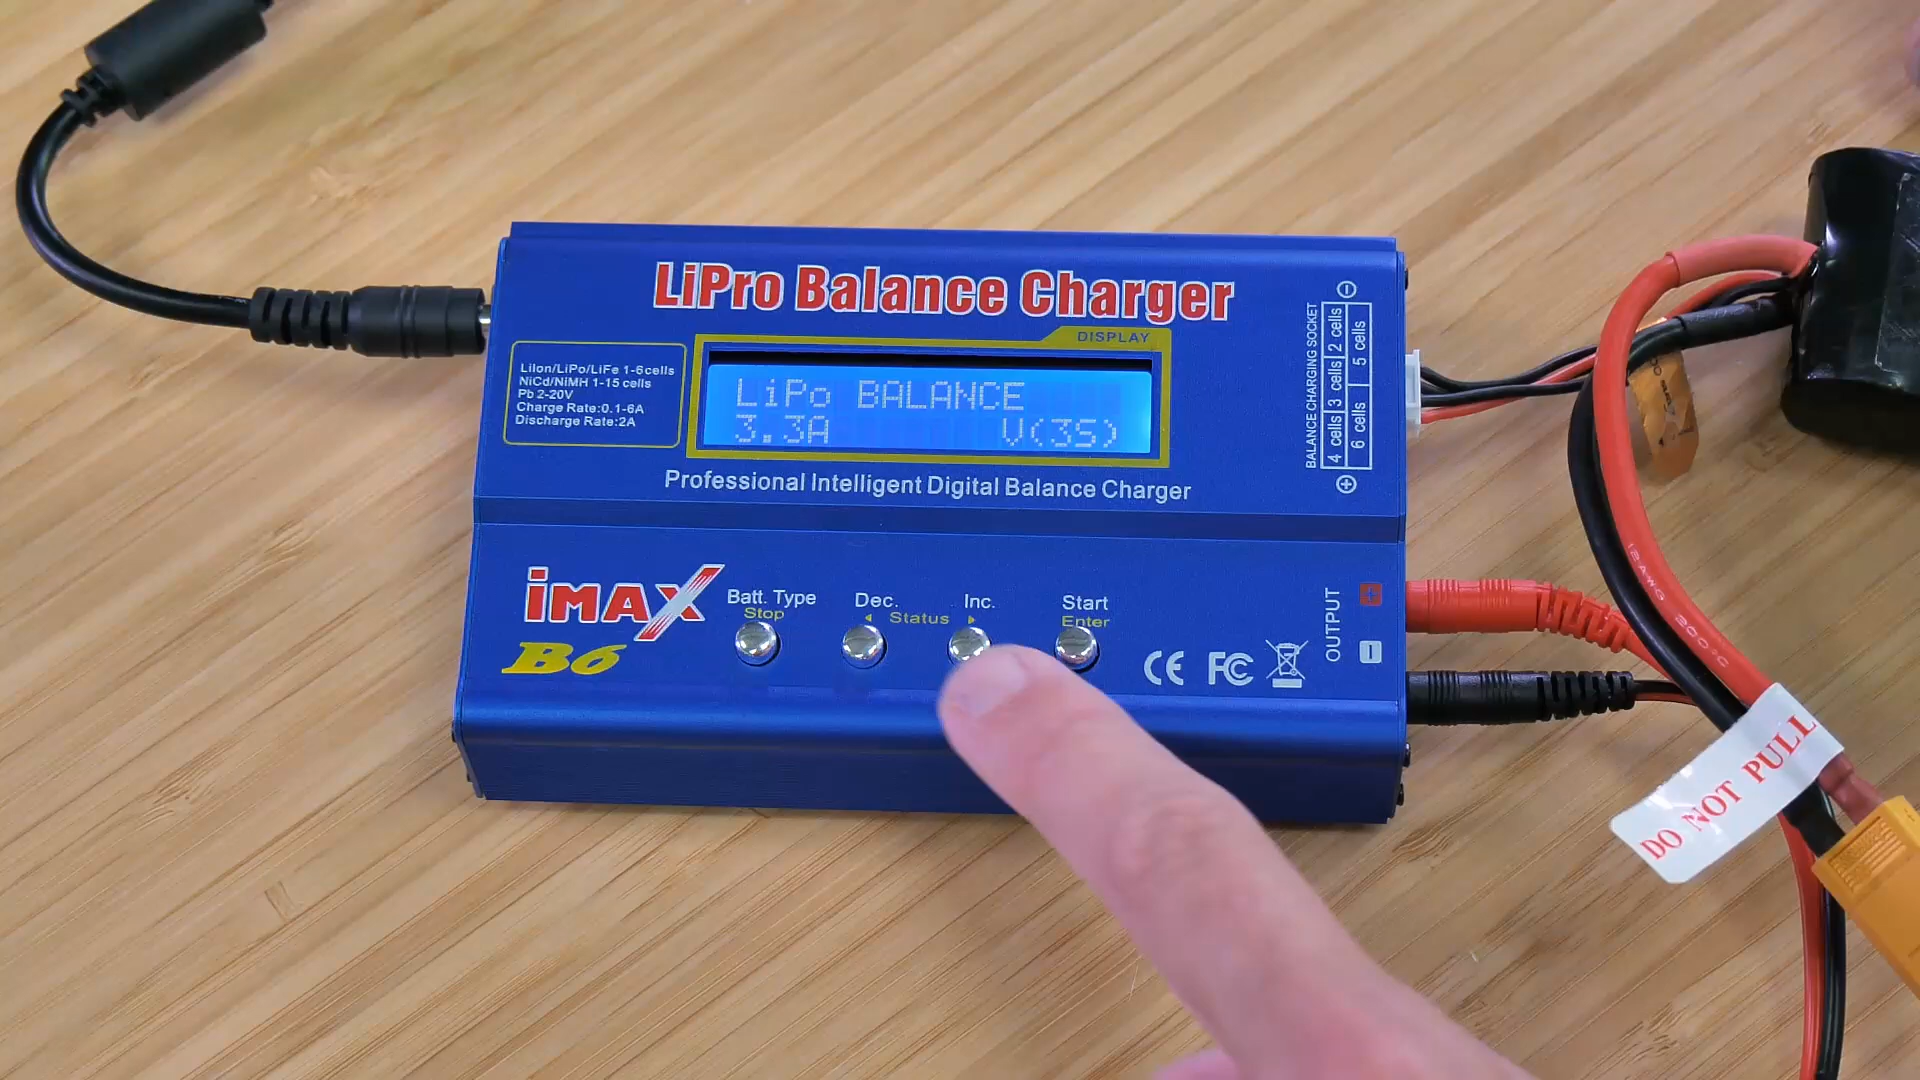 LiPro Balance Charger
DISPLAY
LiIon/LiPo/LiFe 1-6cells
NiCd/NiMH 1-15 cells
Pb 2-20V
Charge Rate:0.1-6A
Discharge Rate:2A
LiPo BALANCE
3.3A V(3S)
Professional Intelligent Digital Balance Charger
BALANCE CHARGING SOCKET
4 cells 3 cells 2 cells
6 cells 5 cells
iMAX
B6
Batt. Type
Stop
Dec.
Status
Inc.
Start
Enter
CE FC
OUTPUT
12AWG 200°C
DO NOT PULL